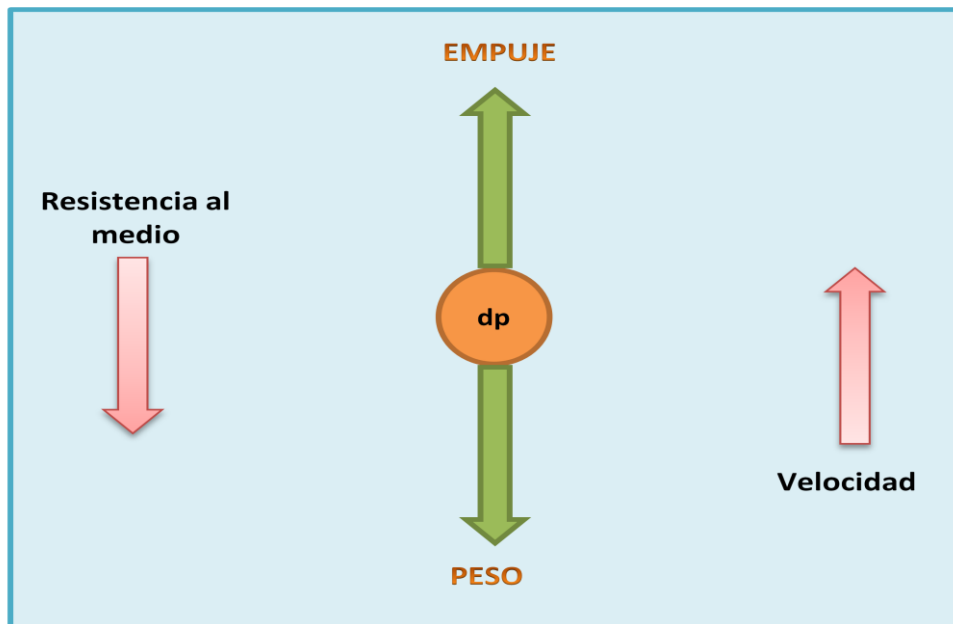 EMPUJE
Resistencia al
medio
dp
Velocidad
PESO